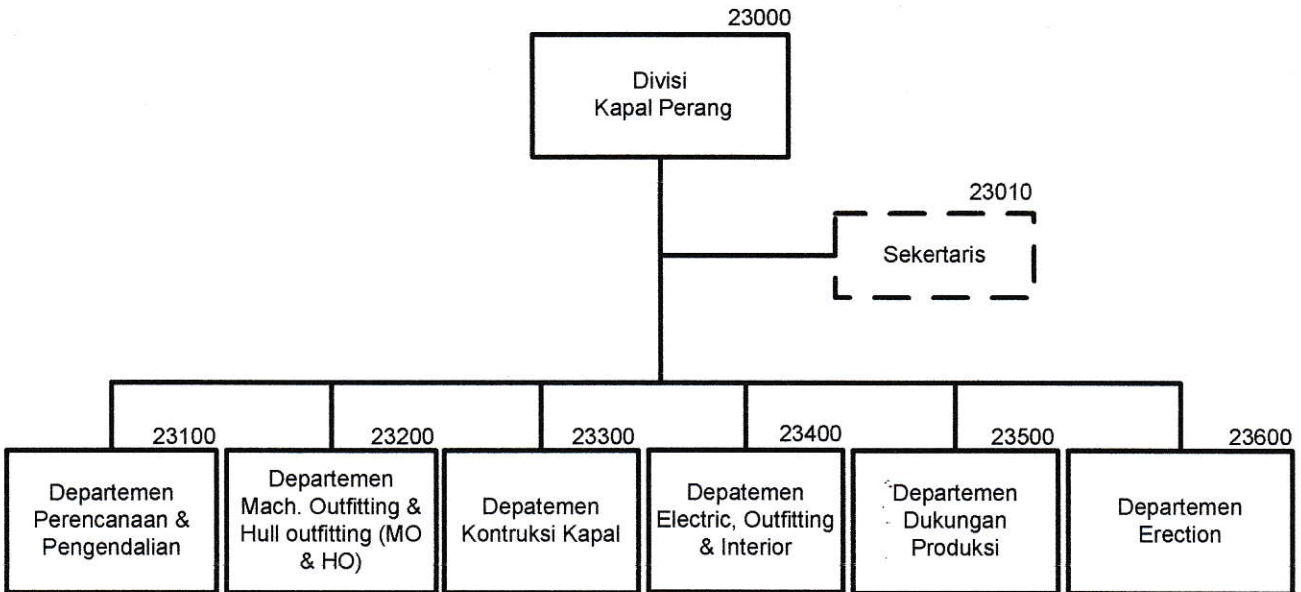 23000
Divisi
Kapal Perang
23010
Sekertaris
23100
Departemen
Perencanaan &
Pengendalian
23200
Departemen
Mach. Outfitting &
Hull outfitting (MO
& HO)
23300
Depatemen
Kontruksi Kapal
23400
Depatemen
Electric, Outfitting
& Interior
23500
Departemen
Dukungan
Produksi
23600
Departemen
Erection